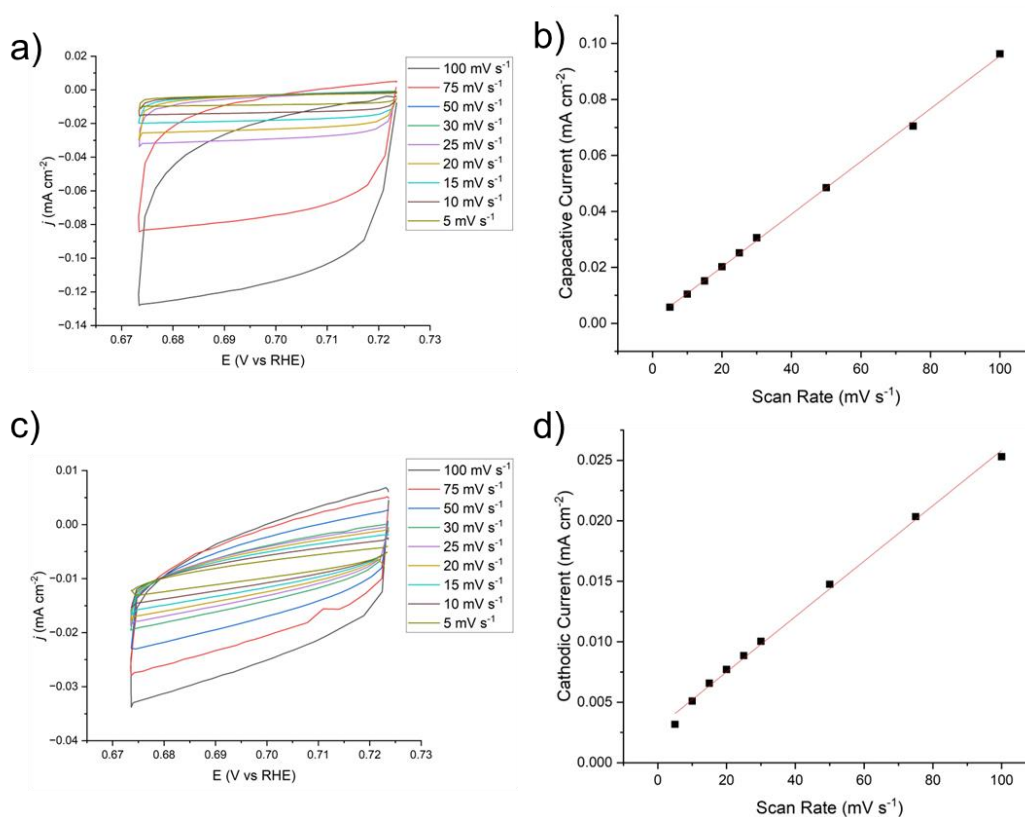 a)
0.02
0.00
−0.02
−0.04
−0.06
−0.08
−0.10
−0.12
−0.14
j (mA cm⁻²)
0.67 0.68 0.69 0.70 0.71 0.72 0.73
E (V vs RHE)
100 mV s⁻¹
75 mV s⁻¹
50 mV s⁻¹
30 mV s⁻¹
25 mV s⁻¹
20 mV s⁻¹
15 mV s⁻¹
10 mV s⁻¹
5 mV s⁻¹
b)
0.10
0.08
0.06
0.04
0.02
0.00
Capacative Current (mA cm⁻²)
0 20 40 60 80 100
Scan Rate (mV s⁻¹)
c)
0.01
0.00
−0.01
−0.02
−0.03
−0.04
j (mA cm⁻²)
0.67 0.68 0.69 0.70 0.71 0.72 0.73
E (V vs RHE)
100 mV s⁻¹
75 mV s⁻¹
50 mV s⁻¹
30 mV s⁻¹
25 mV s⁻¹
20 mV s⁻¹
15 mV s⁻¹
10 mV s⁻¹
5 mV s⁻¹
d)
0.025
0.020
0.015
0.010
0.005
0.000
Cathodic Current (mA cm⁻²)
0 20 40 60 80 100
Scan Rate (mV s⁻¹)